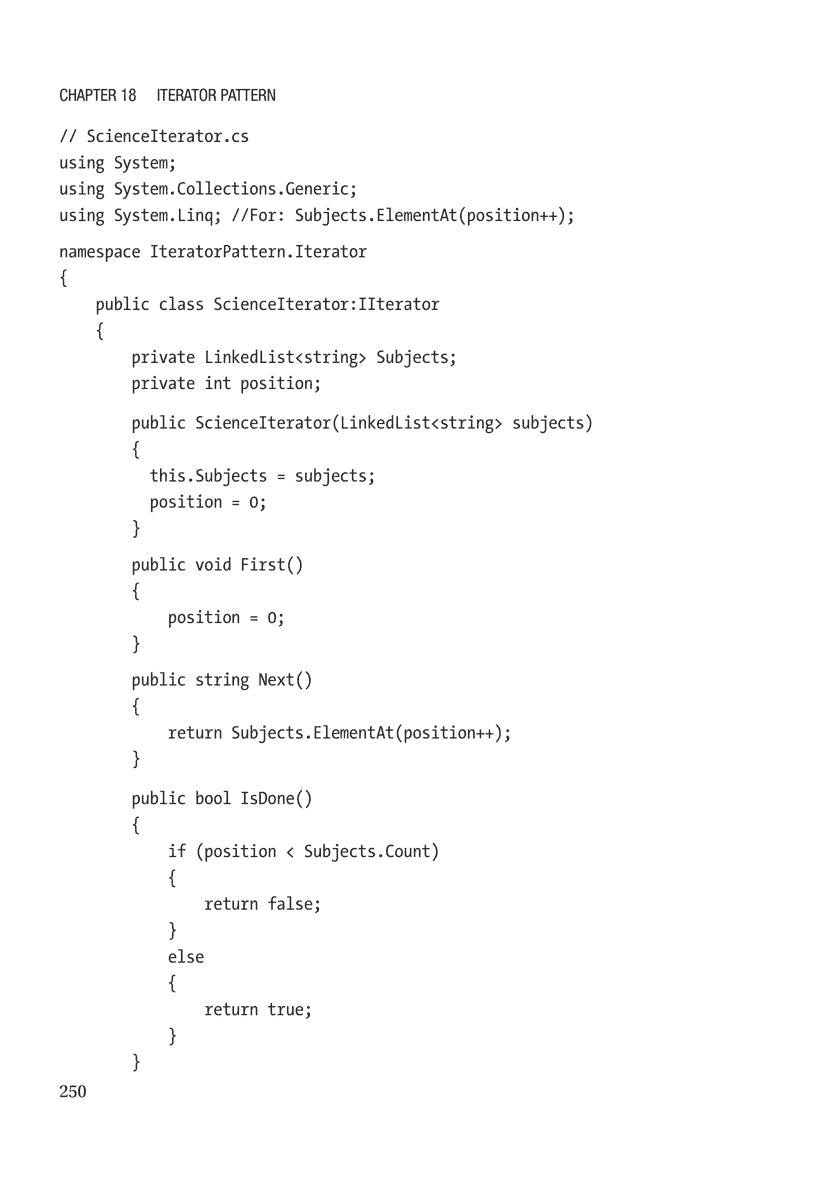 CHAPTER 18 ITERATOR PATTERN
// ScienceIterator.cs
using System;
using System.Collections.Generic;
using System.Linq; //For: Subjects.ElementAt(position++);
namespace IteratorPattern.Iterator
{
    public class ScienceIterator:IIterator
    {
        private LinkedList<string> Subjects;
        private int position;
        public ScienceIterator(LinkedList<string> subjects)
        {
          this.Subjects = subjects;
          position = 0;
        }
        public void First()
        {
            position = 0;
        }
        public string Next()
        {
            return Subjects.ElementAt(position++);
        }
        public bool IsDone()
        {
            if (position < Subjects.Count)
            {
                return false;
            }
            else
            {
                return true;
            }
        }
250